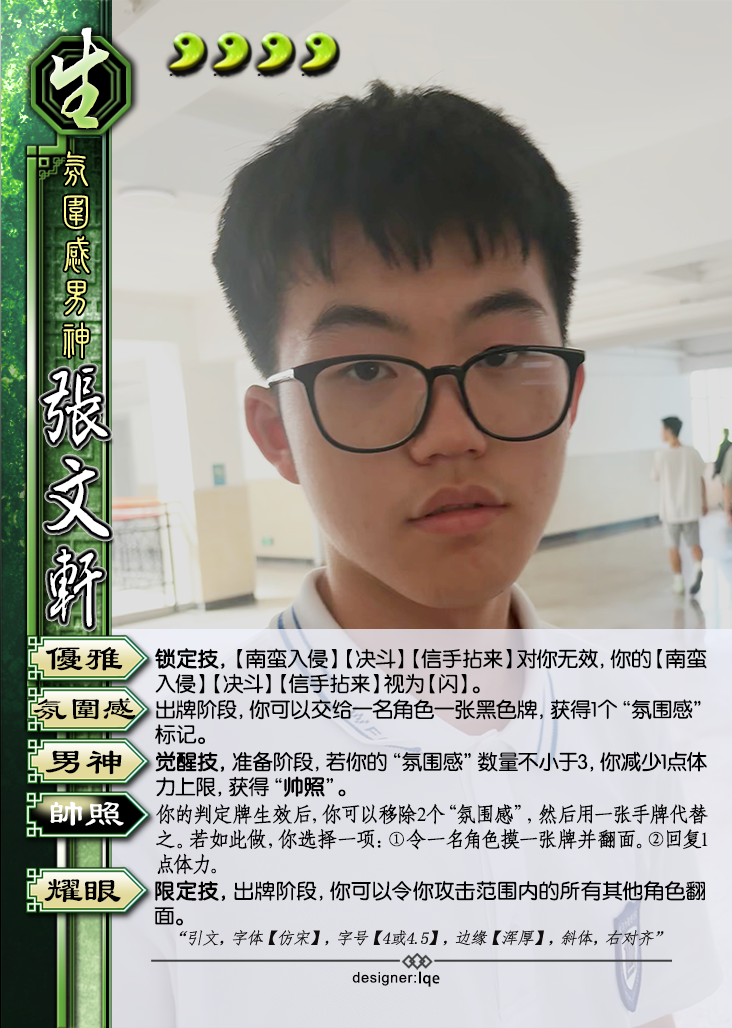 生
氛圍感男神
張文軒
優雅
锁定技，【南蛮入侵】【决斗】【信手拈来】对你无效，你的【南蛮
入侵】【决斗】【信手拈来】视为【闪】。
氛圍感
出牌阶段，你可以交给一名角色一张黑色牌，获得1个“氛围感”
标记。
男神
觉醒技，准备阶段，若你的“氛围感”数量不小于3，你减少1点体
力上限，获得“帅照”。
帥照
你的判定牌生效后，你可以移除2个“氛围感”，然后用一张手牌代替
之。若如此做，你选择一项：①令一名角色摸一张牌并翻面。②回复1
点体力。
耀眼
限定技，出牌阶段，你可以令你攻击范围内的所有其他角色翻
面。
“引文，字体【仿宋】，字号【4或4.5】，边缘【浑厚】，斜体，右对齐”
designer:lqe